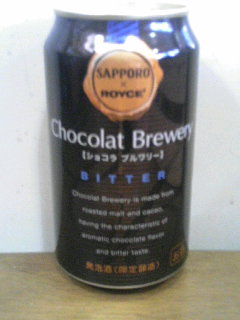 SAPPORO
×
ROYCE'
Chocolat Brewery
【ショコラ ブルワリー】
BITTER
Chocolat Brewery is made from
roasted malt and cacao,
having the characteristic of
aromatic chocolate flavor
and bitter taste.
発泡酒(限定醸造)
お酒